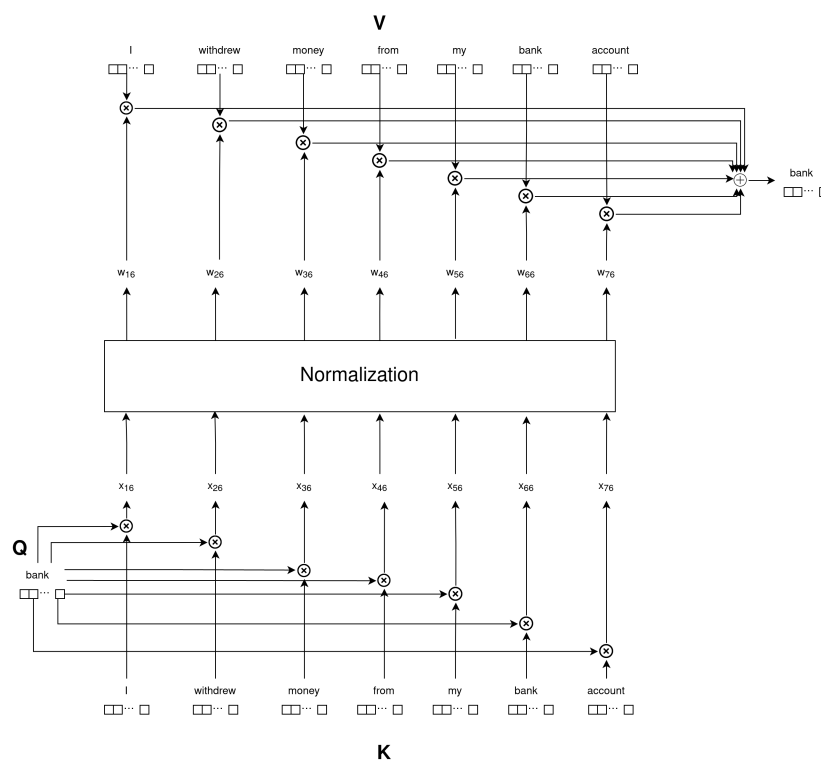 V
I withdrew money from my bank account
... ... ... ... ... ... ...
bank
...
w16 w26 w36 w46 w56 w66 w76
Normalization
x16 x26 x36 x46 x56 x66 x76
Q
bank
...
I withdrew money from my bank account
... ... ... ... ... ... ...
K